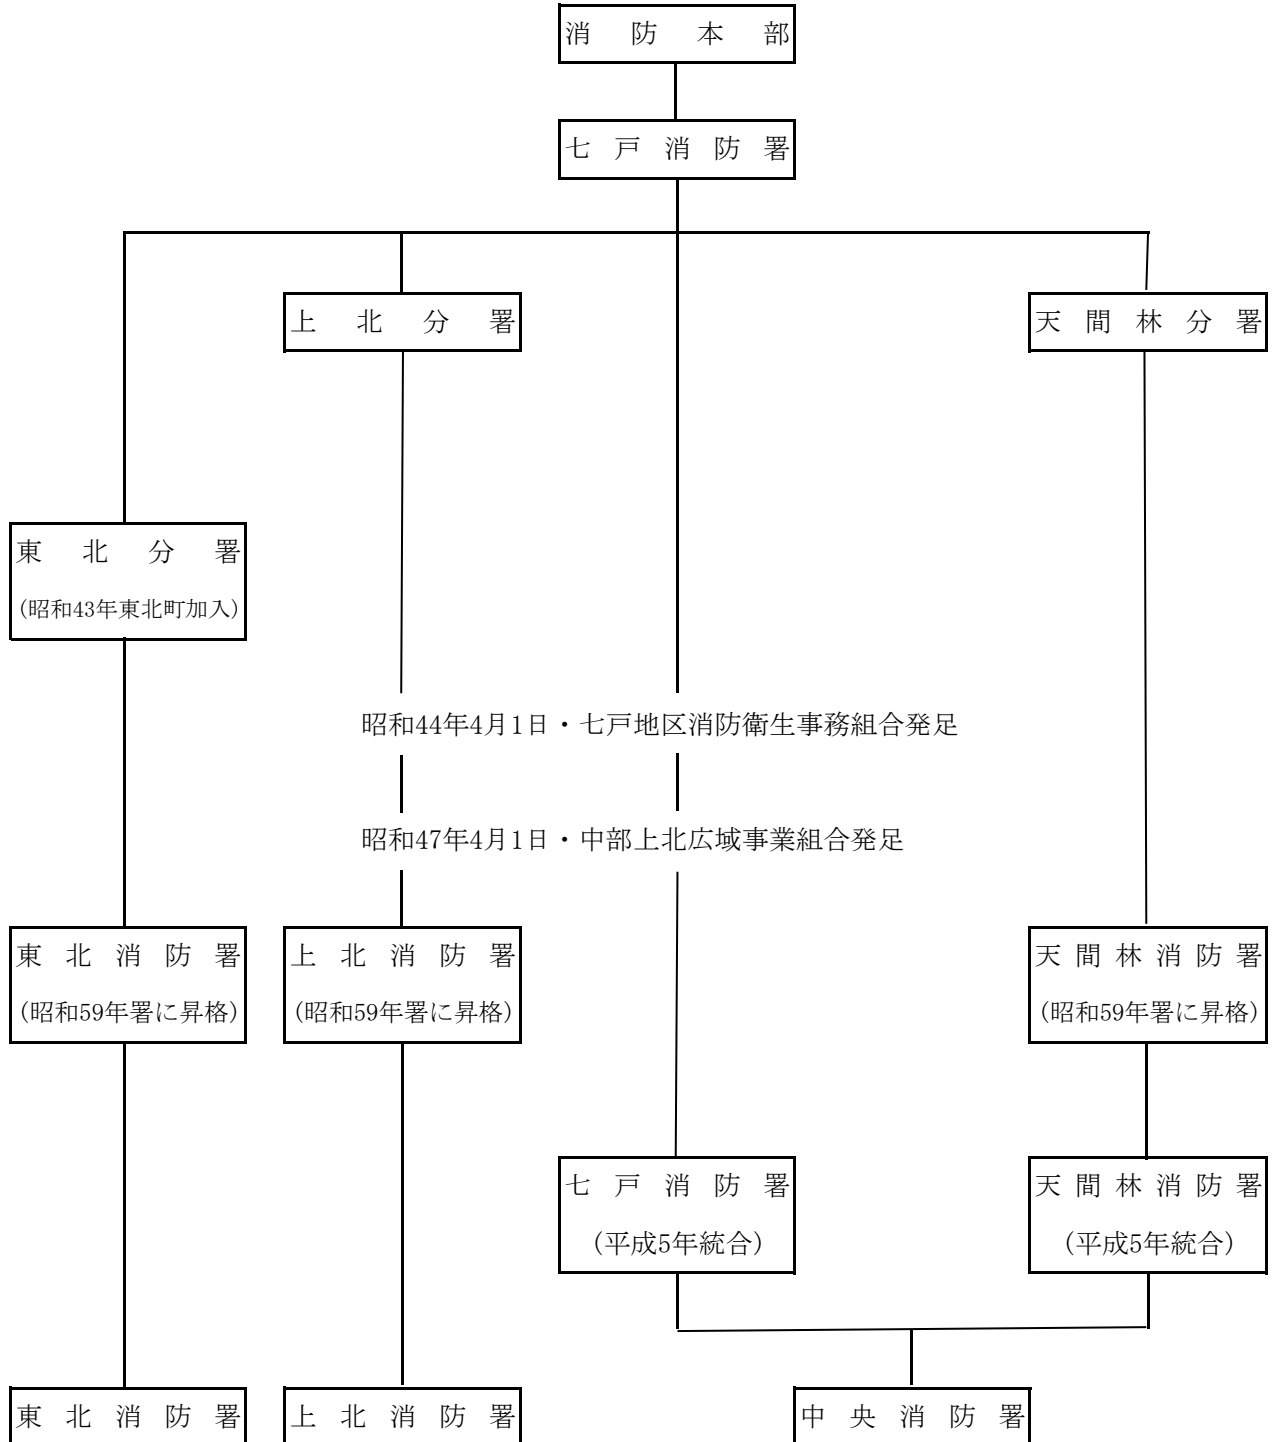 消防本部
七戸消防署
上北分署
天間林分署
東北分署
(昭和43年東北町加入)
昭和44年4月1日・七戸地区消防衛生事務組合発足
昭和47年4月1日・中部上北広域事業組合発足
東北消防署
(昭和59年署に昇格)
上北消防署
(昭和59年署に昇格)
天間林消防署
(昭和59年署に昇格)
七戸消防署
(平成5年統合)
天間林消防署
(平成5年統合)
東北消防署
上北消防署
中央消防署